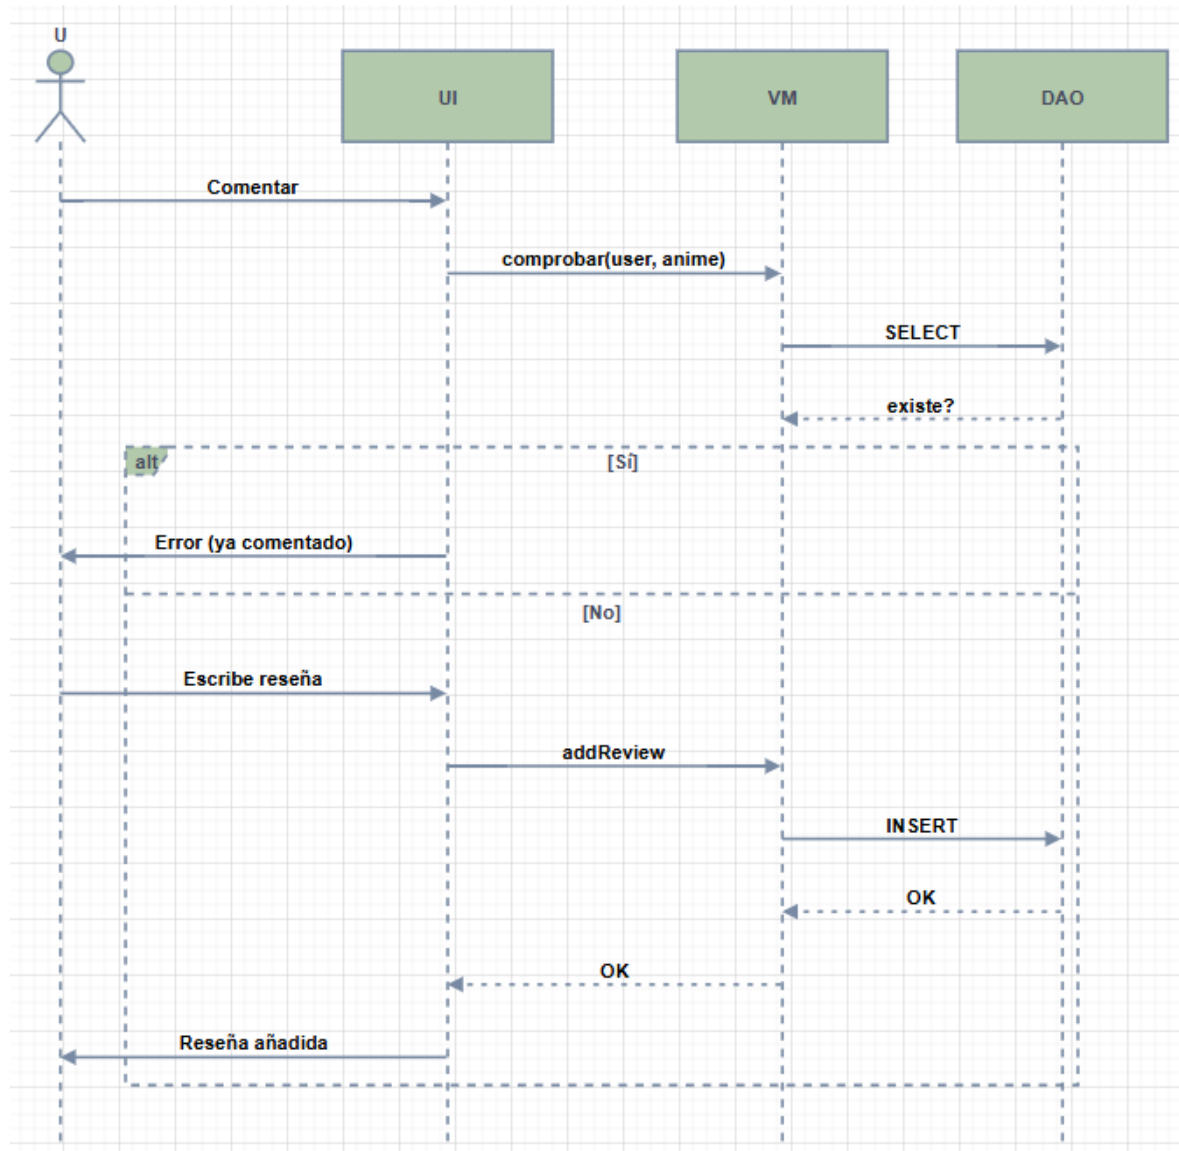 U
UI
VM
DAO
Comentar
comprobar(user, anime)
SELECT
existe?
alt
[Sí]
Error (ya comentado)
[No]
Escribe reseña
addReview
INSERT
OK
OK
Reseña añadida